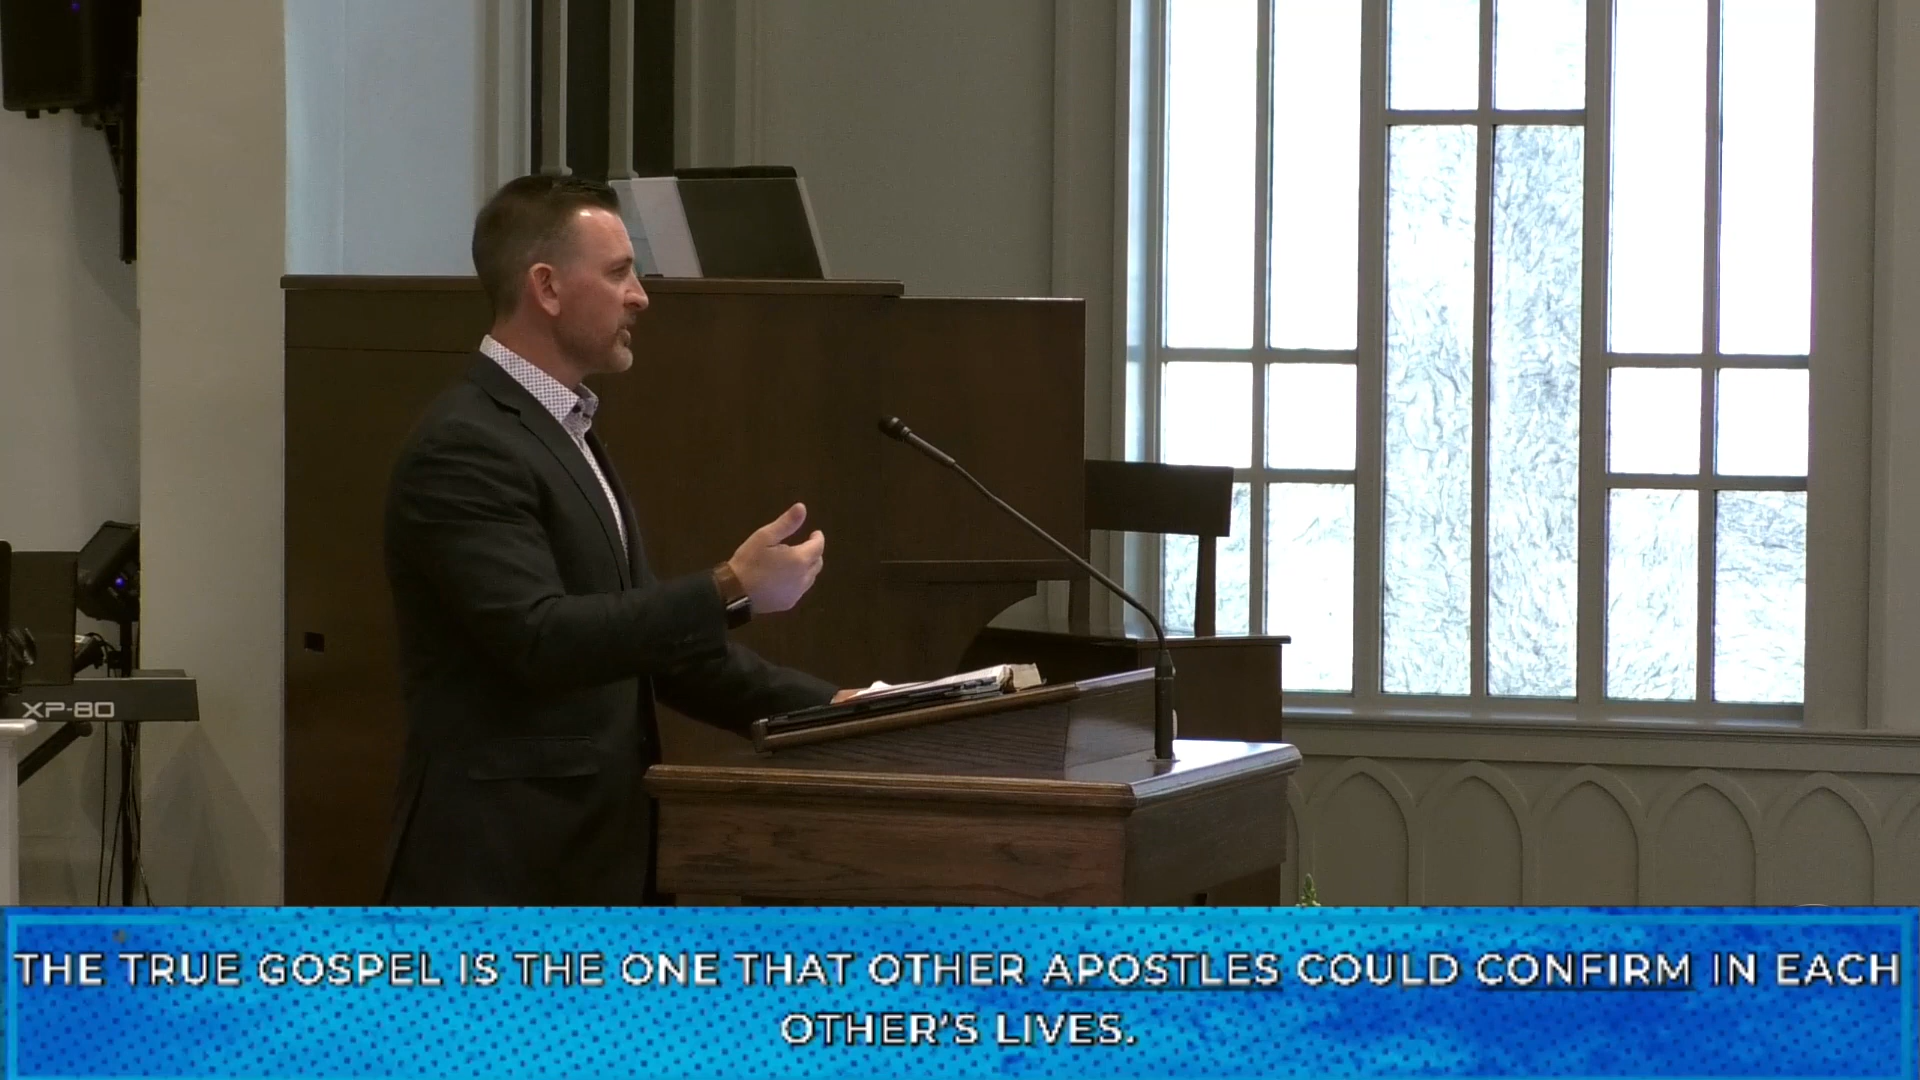 XP-80
THE TRUE GOSPEL IS THE ONE THAT OTHER APOSTLES COULD CONFIRM IN EACH
OTHER'S LIVES.